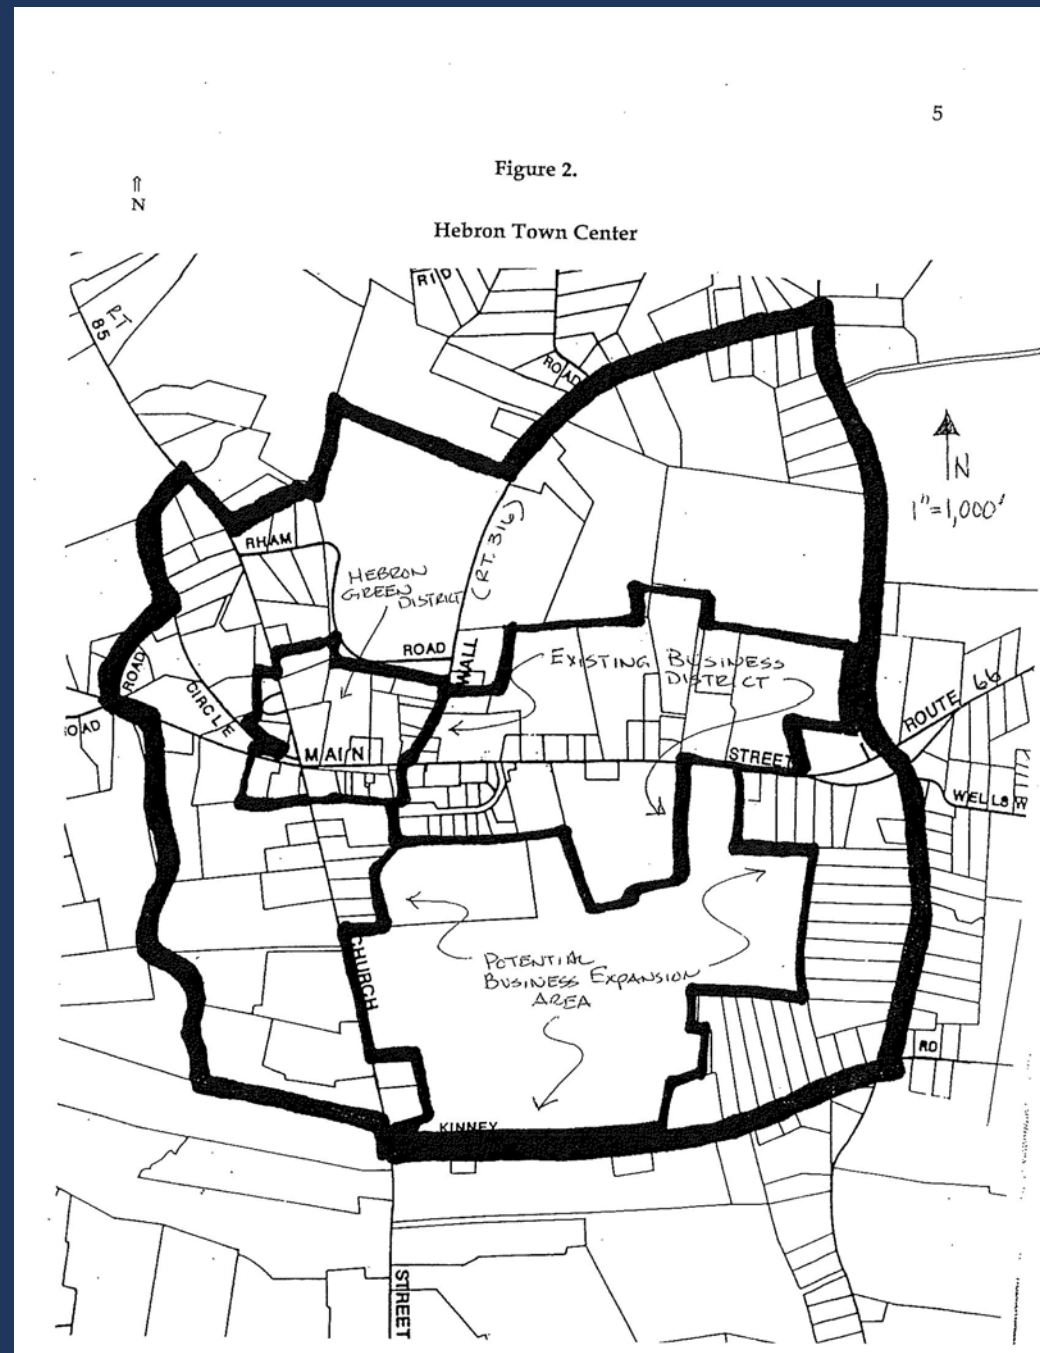 5
Figure 2.
⇑
N
Hebron Town Center
RID
RT
85
ROAD
N
1"=1,000'
(RT. 316)
RHAM
HEBRON
GREEN
DISTRICT
ROAD
WALL
EXISTING BUSINESS
DISTRICT
ROAD
CIRCLE
ROUTE 66
OAD
MAIN
STREET
WELLS W
POTENTIAL
BUSINESS EXPANSION
AREA
CHURCH
RD
KINNEY
STREET